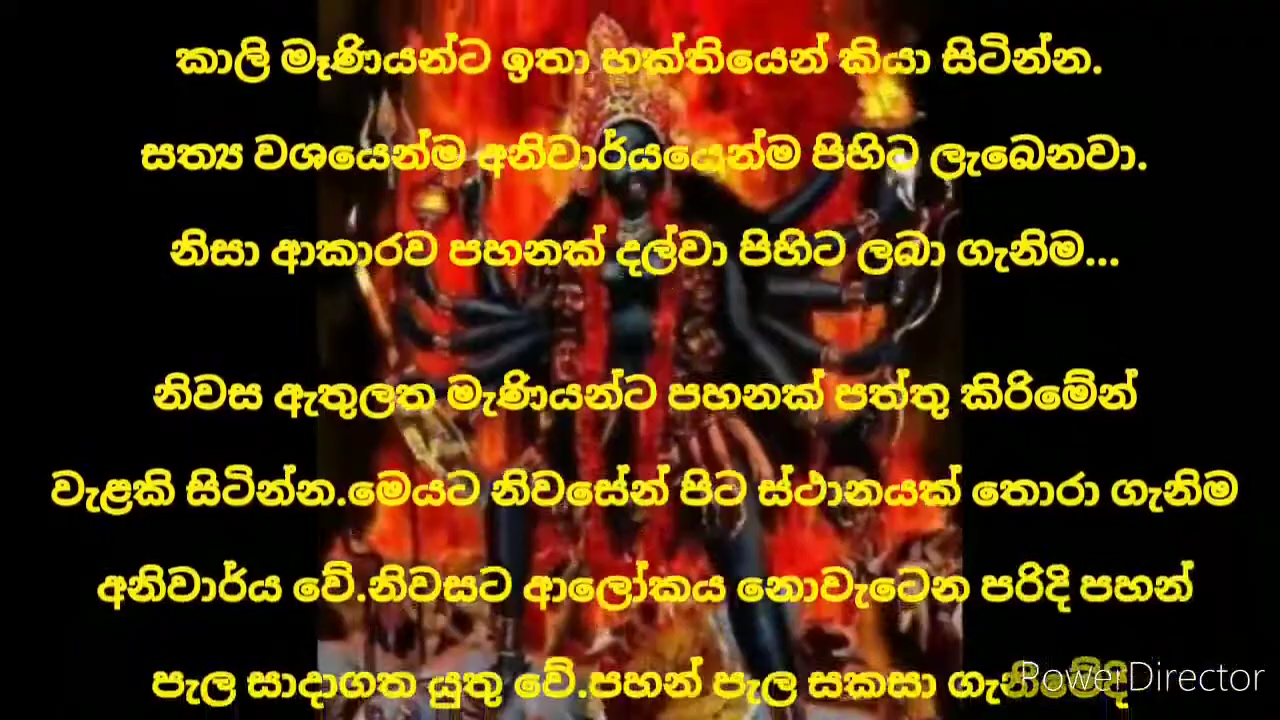 කාලි මෑණියන්ට ඉතා භක්තියෙන් කියා සිටින්න.
සත්‍ය වශයෙන්ම අනිවාර්යයෙන්ම පිහිට ලැබෙනවා.
නිසා ආකාරව පහනක් දල්වා පිහිට ලබා ගැනිම...
නිවස ඇතුලත මැණියන්ට පහනක් පත්තු කිරිමේන්
වැළකි සිටින්න.මෙයට නිවසේන් පිට ස්ථානයක් තොරා ගැනිම
අනිවාර්ය වේ.නිවසට ආලෝකය නොවැටෙන පරිදි පහන්
පැල සාදාගත යුතු වේ.පහන් පැල සකසා
PowerDirector